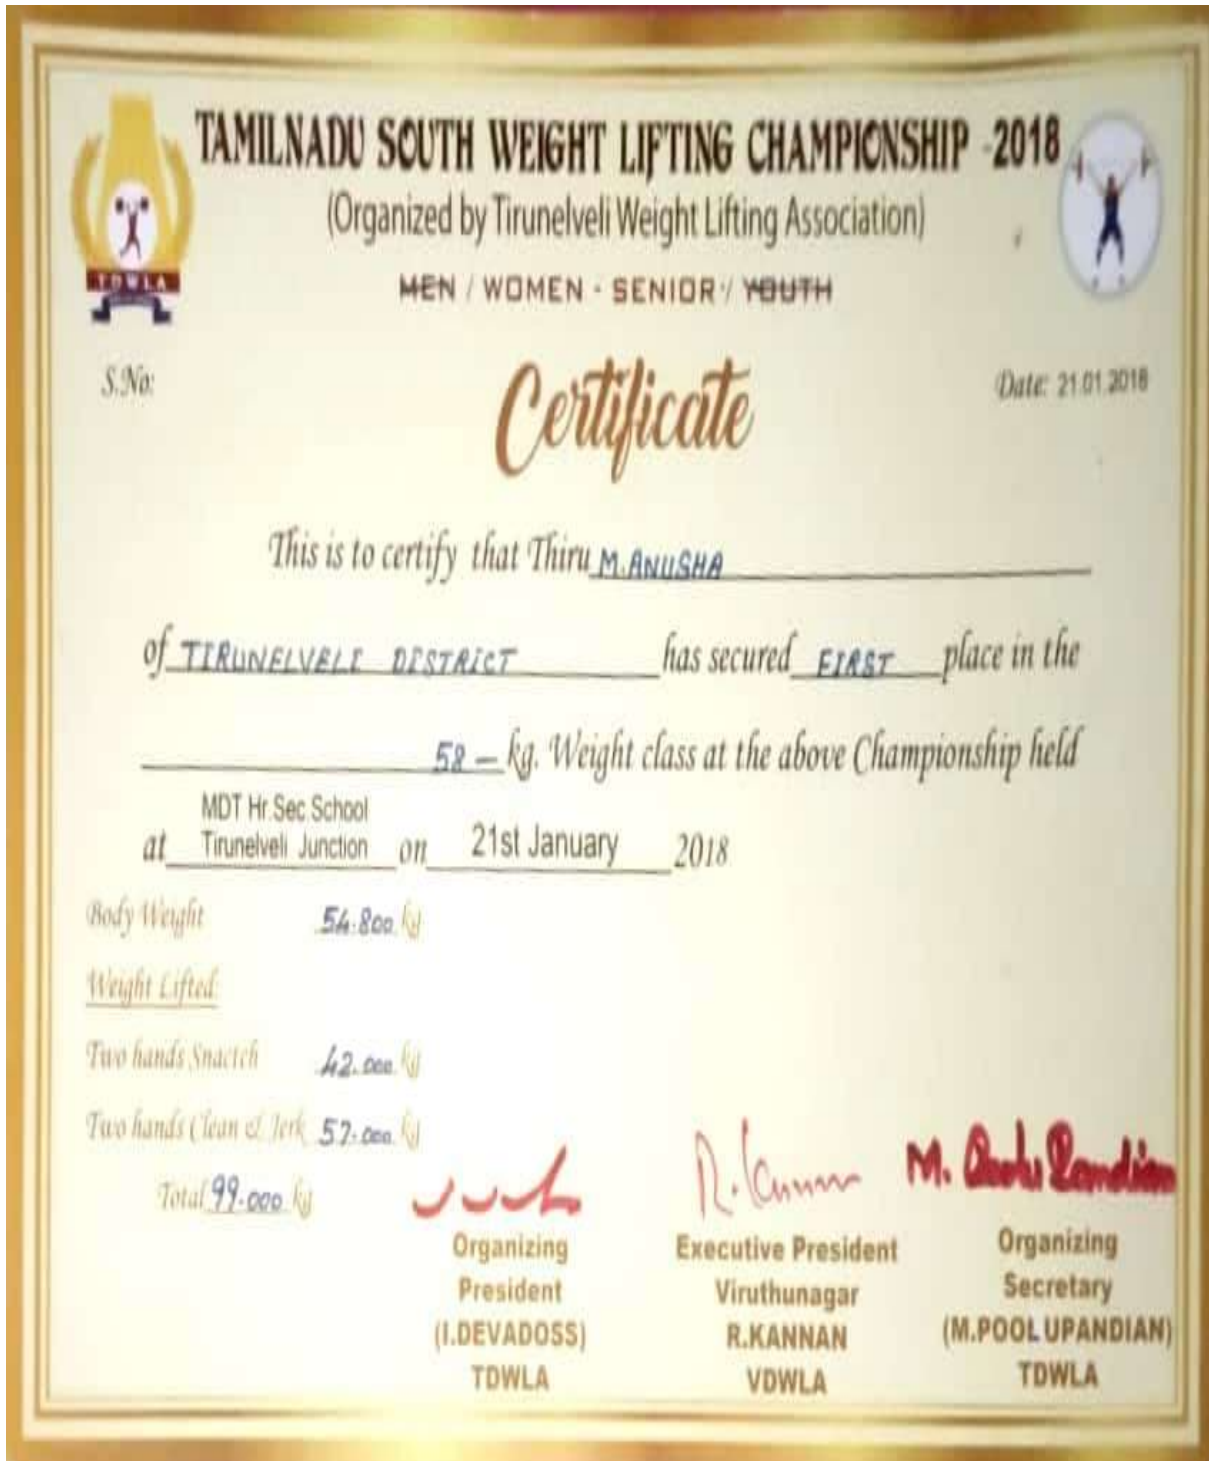 TAMILNADU SOUTH WEIGHT LIFTING CHAMPIONSHIP -2018
(Organized by Tirunelveli Weight Lifting Association)
MEN / WOMEN - SENIOR / YOUTH
TDWLA
S.No:
Date: 21.01.2018
Certificate
This is to certify that Thiru M.ANUSHA
of TIRUNELVELI DISTRICT has secured FIRST place in the
58 – kg. Weight class at the above Championship held
MDT Hr.Sec.School
at Tirunelveli Junction on 21st January 2018
Body Weight 54.800 kg
Weight Lifted:
Two hands Snactch 42.000 kg
Two hands Clean & Jerk 57.000 kg
Total 99.000 kg
R. Kannan
M. Poolu Pandian
Organizing President (I.DEVADOSS) TDWLA
Executive President Viruthunagar R.KANNAN VDWLA
Organizing Secretary (M.POOLUPANDIAN) TDWLA